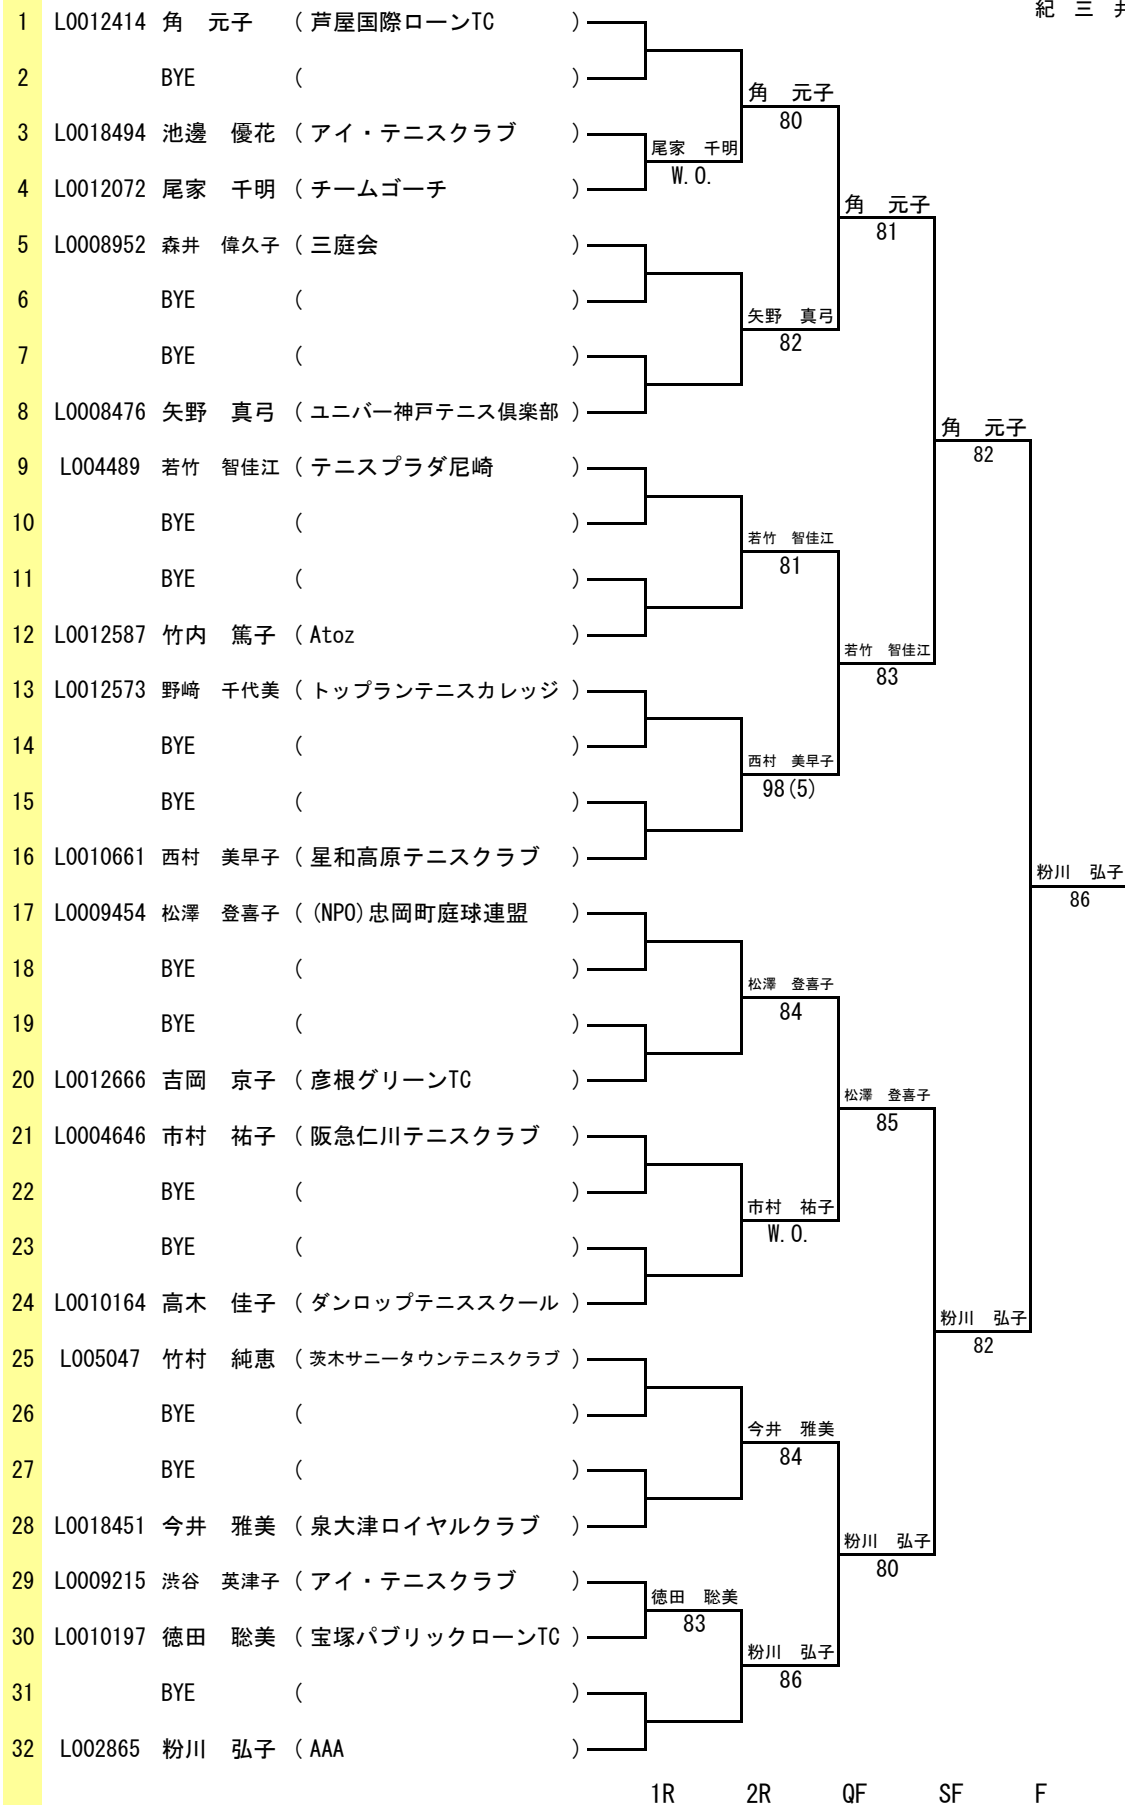 紀 三 井
1 L0012414 角　元子 ( 芦屋国際ローンTC )
2 BYE ( )
角　元子
80
3 L0018494 池邊　優花 ( アイ・テニスクラブ )
尾家　千明
W.O.
4 L0012072 尾家　千明 ( チームゴーチ )
角　元子
81
5 L0008952 森井　偉久子 ( 三庭会 )
6 BYE ( )
矢野　真弓
82
7 BYE ( )
8 L0008476 矢野　真弓 ( ユニバー神戸テニス倶楽部 )
角　元子
82
9 L004489 若竹　智佳江 ( テニスプラダ尼崎 )
10 BYE ( )
若竹　智佳江
81
11 BYE ( )
12 L0012587 竹内　篤子 ( Atoz )
若竹　智佳江
83
13 L0012573 野﨑　千代美 ( トップランテニスカレッジ )
14 BYE ( )
西村　美早子
98(5)
15 BYE ( )
16 L0010661 西村　美早子 ( 星和高原テニスクラブ )
粉川　弘子
86
17 L0009454 松澤　登喜子 ( (NPO)忠岡町庭球連盟 )
18 BYE ( )
松澤　登喜子
84
19 BYE ( )
20 L0012666 吉岡　京子 ( 彦根グリーンTC )
松澤　登喜子
85
21 L0004646 市村　祐子 ( 阪急仁川テニスクラブ )
22 BYE ( )
市村　祐子
W.O.
23 BYE ( )
24 L0010164 高木　佳子 ( ダンロップテニススクール )
粉川　弘子
82
25 L005047 竹村　純恵 ( 茨木サニータウンテニスクラブ )
26 BYE ( )
今井　雅美
84
27 BYE ( )
28 L0018451 今井　雅美 ( 泉大津ロイヤルクラブ )
粉川　弘子
80
29 L0009215 渋谷　英津子 ( アイ・テニスクラブ )
徳田　聡美
83
30 L0010197 徳田　聡美 ( 宝塚パブリックローンTC )
粉川　弘子
86
31 BYE ( )
32 L002865 粉川　弘子 ( AAA )
1R 2R QF SF F